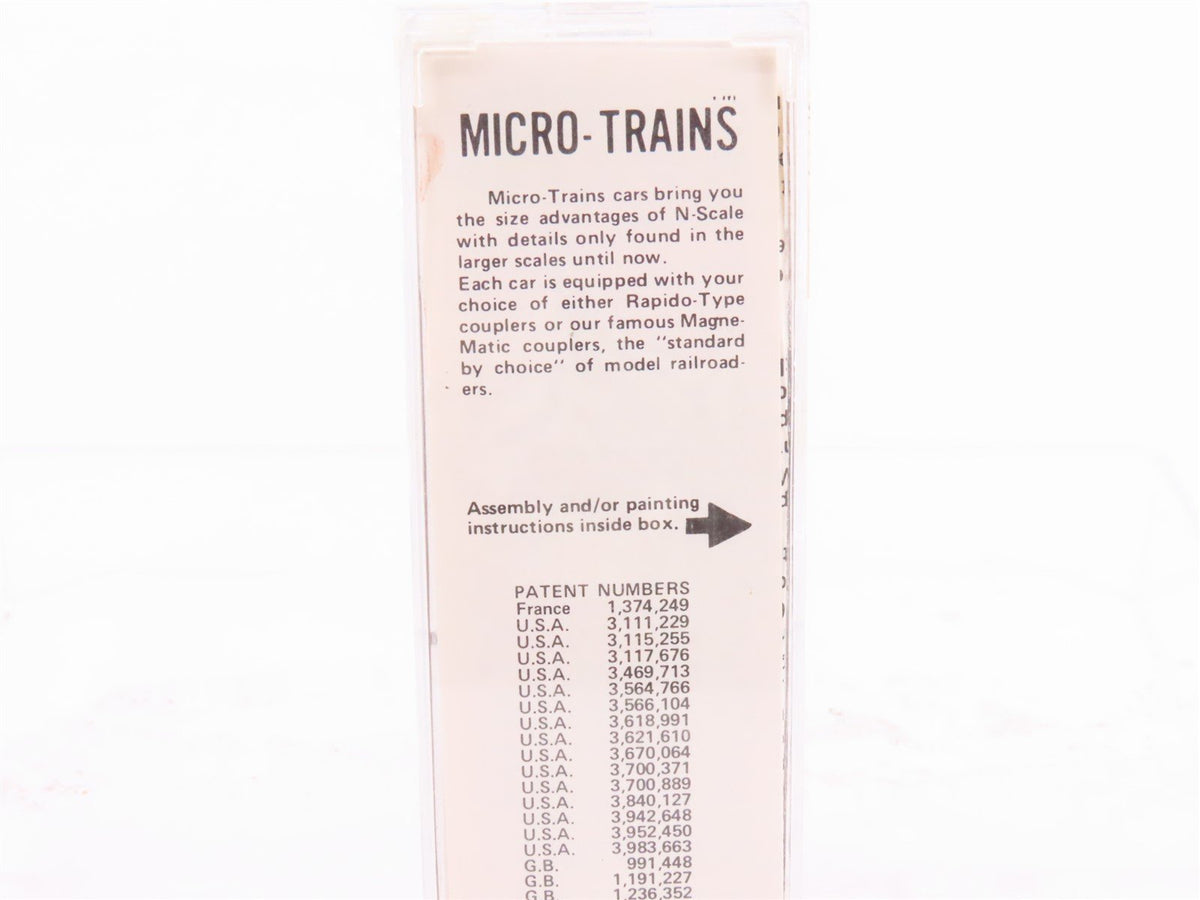 MICRO-TRAINS
Micro-Trains cars bring you
the size advantages of N-Scale
with details only found in the
larger scales until now.
Each car is equipped with your
choice of either Rapido-Type
couplers or our famous Magne-
Matic couplers, the "standard
by choice" of model railroad-
ers.
Assembly and/or painting
instructions inside box.
PATENT NUMBERS
France 1,374,249
U.S.A. 3,111,229
U.S.A. 3,115,255
U.S.A. 3,117,676
U.S.A. 3,469,713
U.S.A. 3,564,766
U.S.A. 3,566,104
U.S.A. 3,618,991
U.S.A. 3,621,610
U.S.A. 3,670,064
U.S.A. 3,700,371
U.S.A. 3,700,889
U.S.A. 3,840,127
U.S.A. 3,942,648
U.S.A. 3,952,450
U.S.A. 3,983,663
G.B. 991,448
G.B. 1,191,227
G.B. 1,236,352